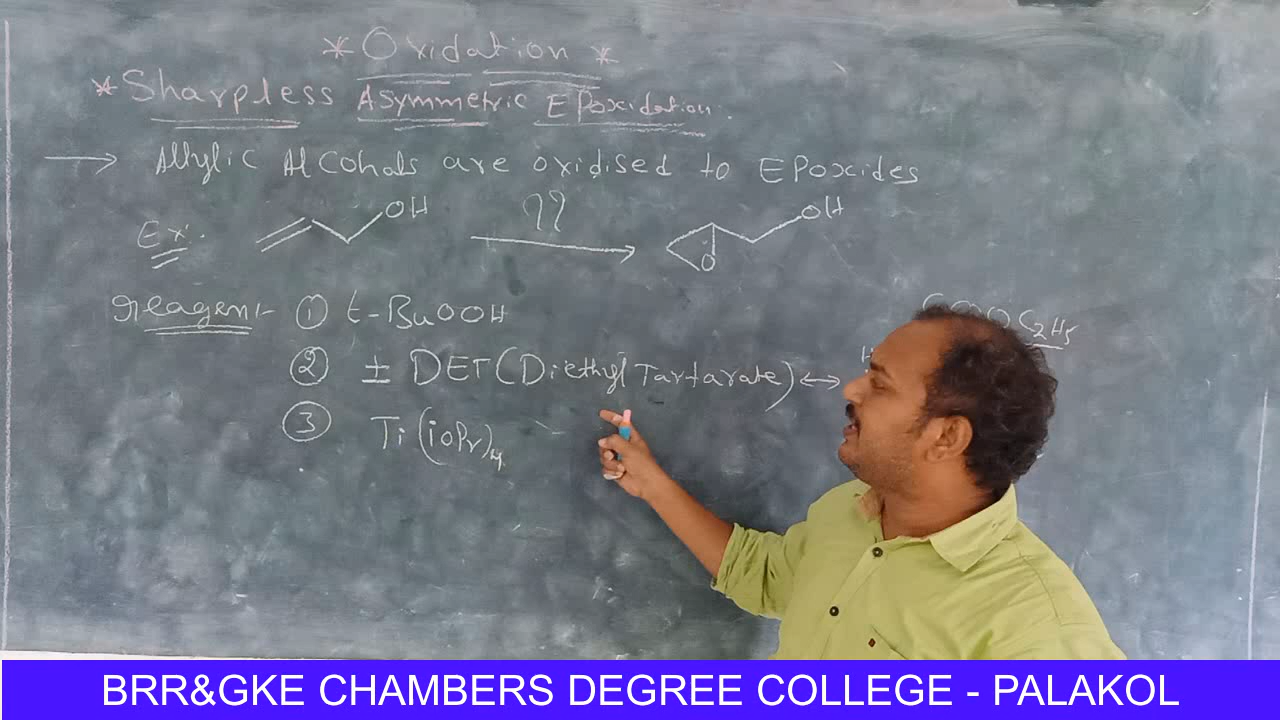 * Oxidation *
* Sharpless Asymmetric Epoxidation.
→ Allylic Alcohals are oxidised to Epoxides
Ex. OH ?? OH
O
Reagent- ① t-BuOOH
COOC2H5
② ± DET (Diethyl Tartarate) ↔ H
③ Ti(ioPr)4
BRR&GKE CHAMBERS DEGREE COLLEGE - PALAKOL